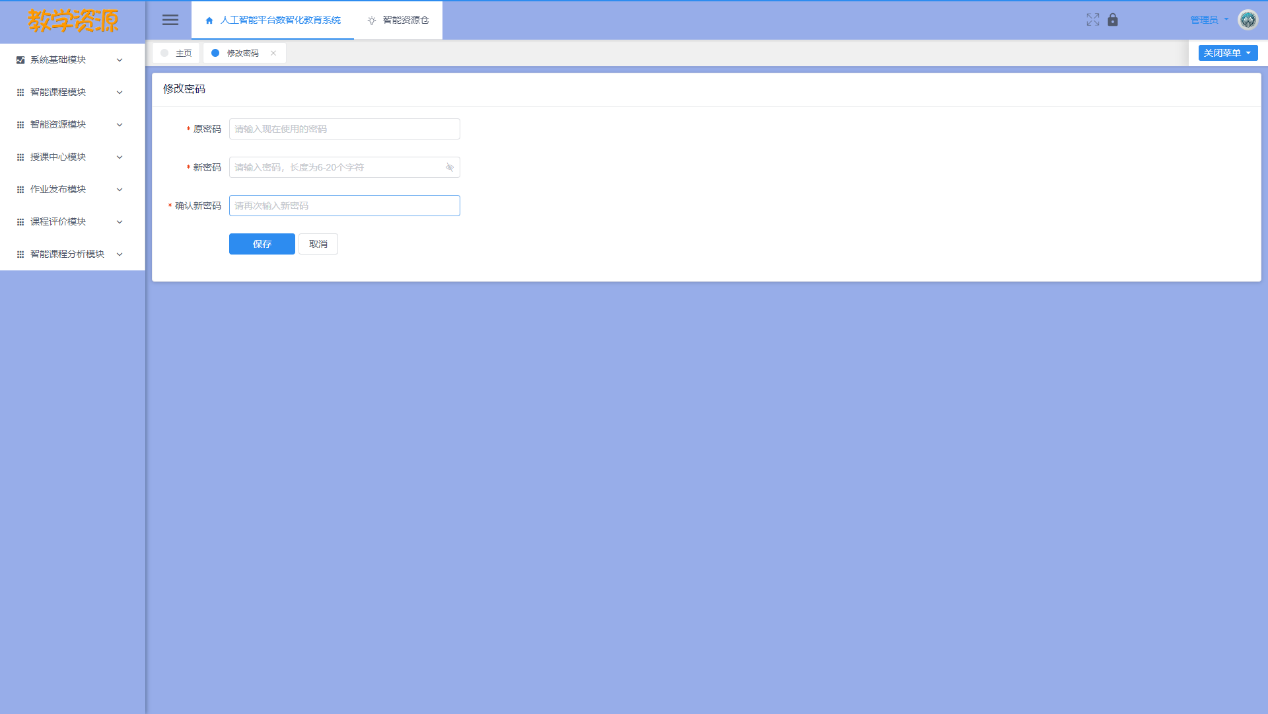 教学资源
人工智能平台数智化教育系统
智能资源仓
管理员
主页
修改密码
关闭菜单
系统基础模块
智能课程模块
智能资源模块
授课中心模块
作业发布模块
课程评价模块
智能课程分析模块
修改密码
* 原密码 请输入现在使用的密码
* 新密码 请输入密码，长度为6-20个字符
* 确认新密码 请再次输入新密码
保存 取消